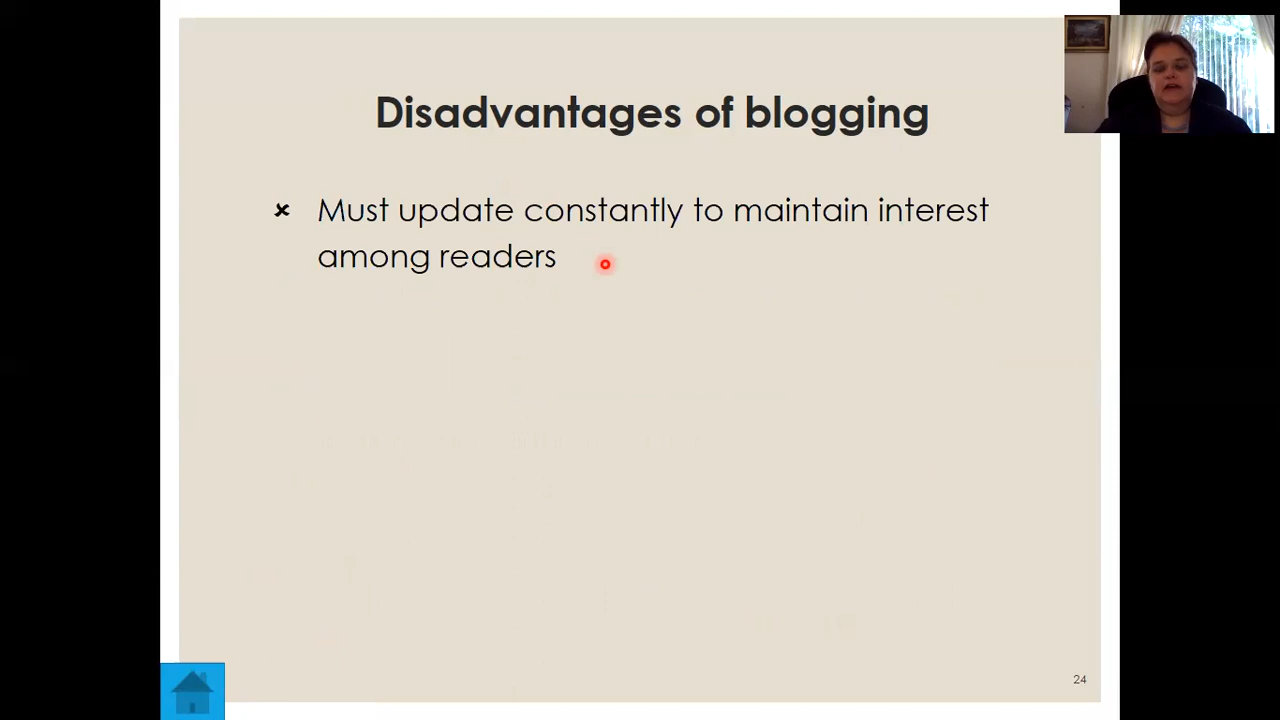 Disadvantages of blogging
× Must update constantly to maintain interest
among readers
24